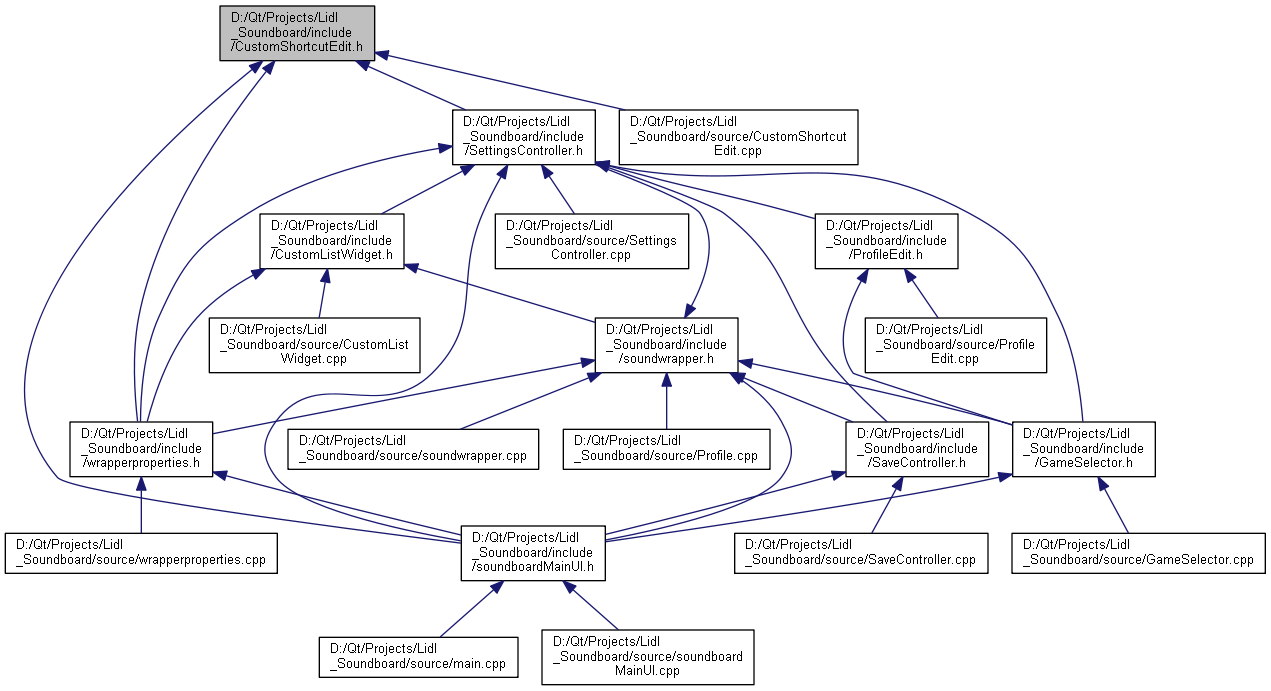 D:/Qt/Projects/Lidl
_Soundboard/include
/CustomShortcutEdit.h
D:/Qt/Projects/Lidl
_Soundboard/include
/SettingsController.h
D:/Qt/Projects/Lidl
_Soundboard/source/CustomShortcut
Edit.cpp
D:/Qt/Projects/Lidl
_Soundboard/include
/CustomListWidget.h
D:/Qt/Projects/Lidl
_Soundboard/source/Settings
Controller.cpp
D:/Qt/Projects/Lidl
_Soundboard/include
/ProfileEdit.h
D:/Qt/Projects/Lidl
_Soundboard/source/CustomList
Widget.cpp
D:/Qt/Projects/Lidl
_Soundboard/include
/soundwrapper.h
D:/Qt/Projects/Lidl
_Soundboard/source/Profile
Edit.cpp
D:/Qt/Projects/Lidl
_Soundboard/include
/wrapperproperties.h
D:/Qt/Projects/Lidl
_Soundboard/source/soundwrapper.cpp
D:/Qt/Projects/Lidl
_Soundboard/source/Profile.cpp
D:/Qt/Projects/Lidl
_Soundboard/include
/SaveController.h
D:/Qt/Projects/Lidl
_Soundboard/include
/GameSelector.h
D:/Qt/Projects/Lidl
_Soundboard/source/wrapperproperties.cpp
D:/Qt/Projects/Lidl
_Soundboard/include
/soundboardMainUI.h
D:/Qt/Projects/Lidl
_Soundboard/source/SaveController.cpp
D:/Qt/Projects/Lidl
_Soundboard/source/GameSelector.cpp
D:/Qt/Projects/Lidl
_Soundboard/source/main.cpp
D:/Qt/Projects/Lidl
_Soundboard/source/soundboard
MainUI.cpp